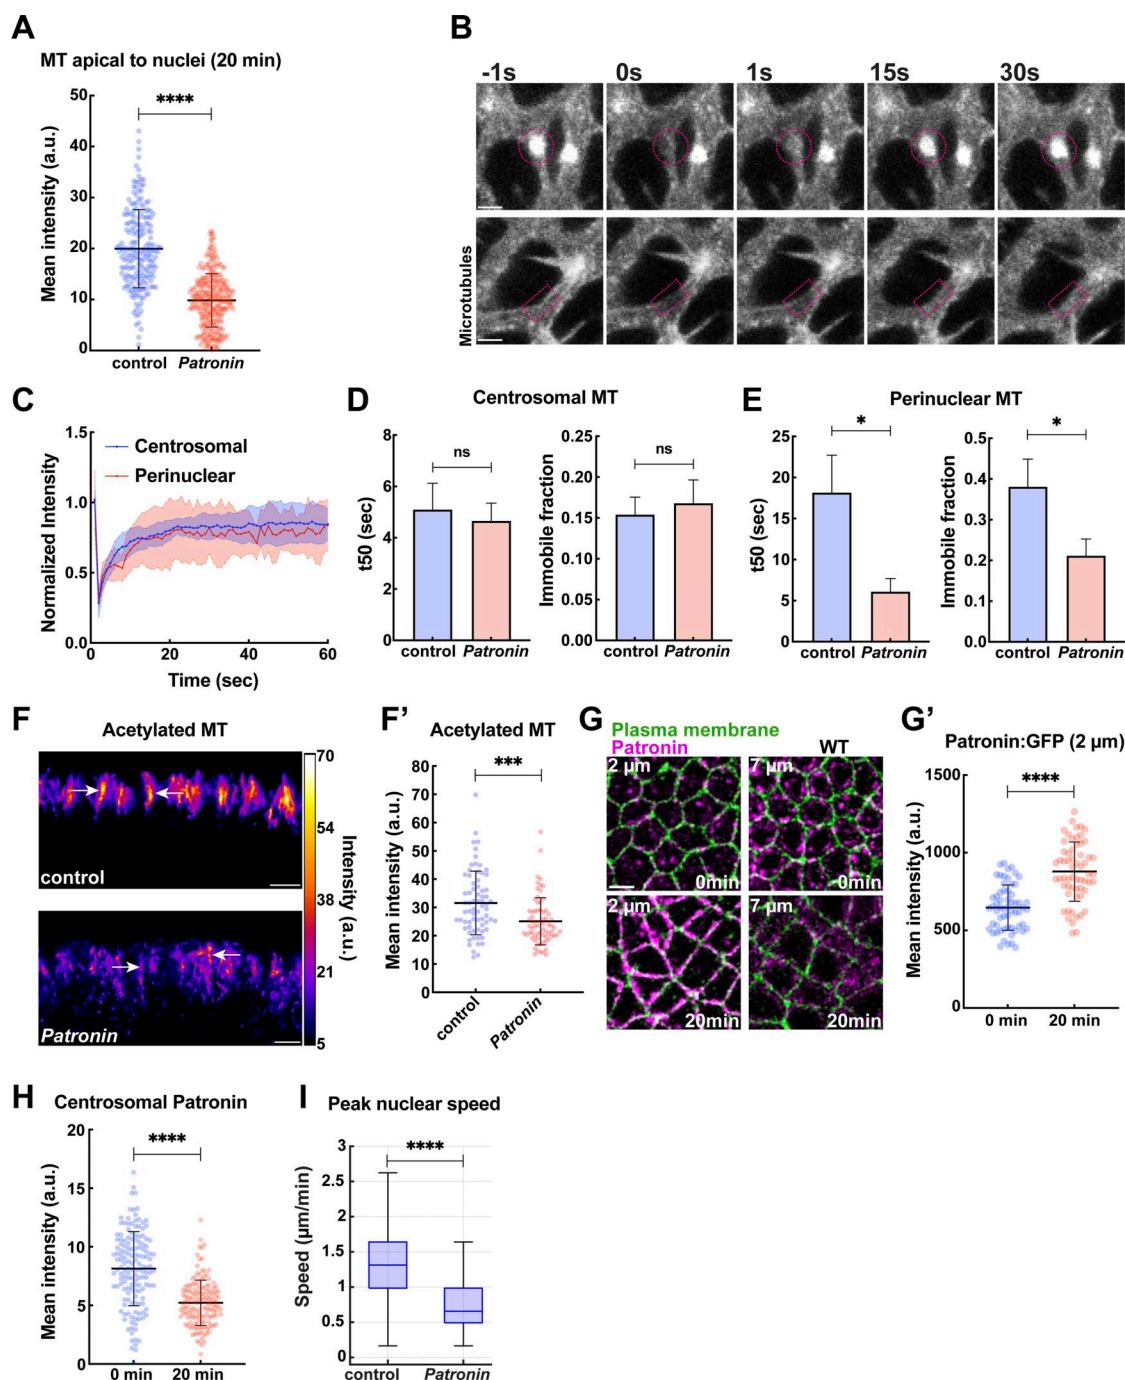 A
MT apical to nuclei (20 min)
Mean intensity (a.u.)
50
40
30
20
10
0
****
control
Patronin
B
-1s
0s
1s
15s
30s
Microtubules
C
Normalized Intensity
1.5
1.0
0.5
0.0
Centrosomal
Perinuclear
0
20
40
60
Time (sec)
D
Centrosomal MT
t50 (sec)
8
6
4
2
0
ns
control
Patronin
Immobile fraction
0.25
0.20
0.15
0.10
0.05
0.00
ns
control
Patronin
E
Perinuclear MT
t50 (sec)
25
20
15
10
5
0
*
control
Patronin
Immobile fraction
0.5
0.4
0.3
0.2
0.1
0.0
*
control
Patronin
F
Acetylated MT
control
Patronin
70
54
38
21
5
Intensity (a.u.)
F’
Acetylated MT
Mean intensity (a.u.)
80
70
60
50
40
30
20
10
0
***
control
Patronin
G
Plasma membrane
Patronin
WT
2 µm
0min
7 µm
0min
2 µm
20min
7 µm
20min
G’
Patronin:GFP (2 µm)
Mean intensity (a.u.)
1500
1000
500
0
****
0 min
20 min
H
Centrosomal Patronin
Mean intensity (a.u.)
20
15
10
5
0
****
0 min
20 min
I
Peak nuclear speed
Speed (µm/min)
3
2.5
2
1.5
1
0.5
0
****
control
Patronin